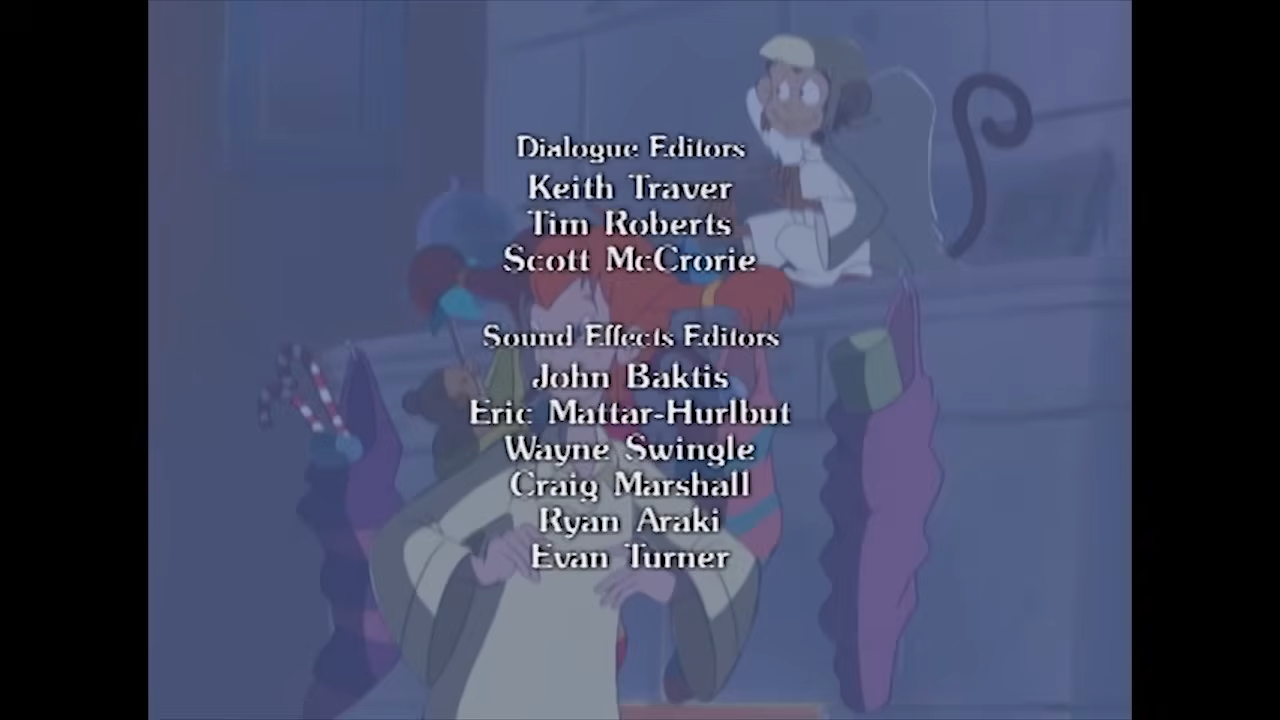 Dialogue Editors
Keith Traver
Tim Roberts
Scott McCrorie
Sound Effects Editors
John Baktis
Eric Mattar-Hurlbut
Wayne Swingle
Craig Marshall
Ryan Araki
Evan Turner